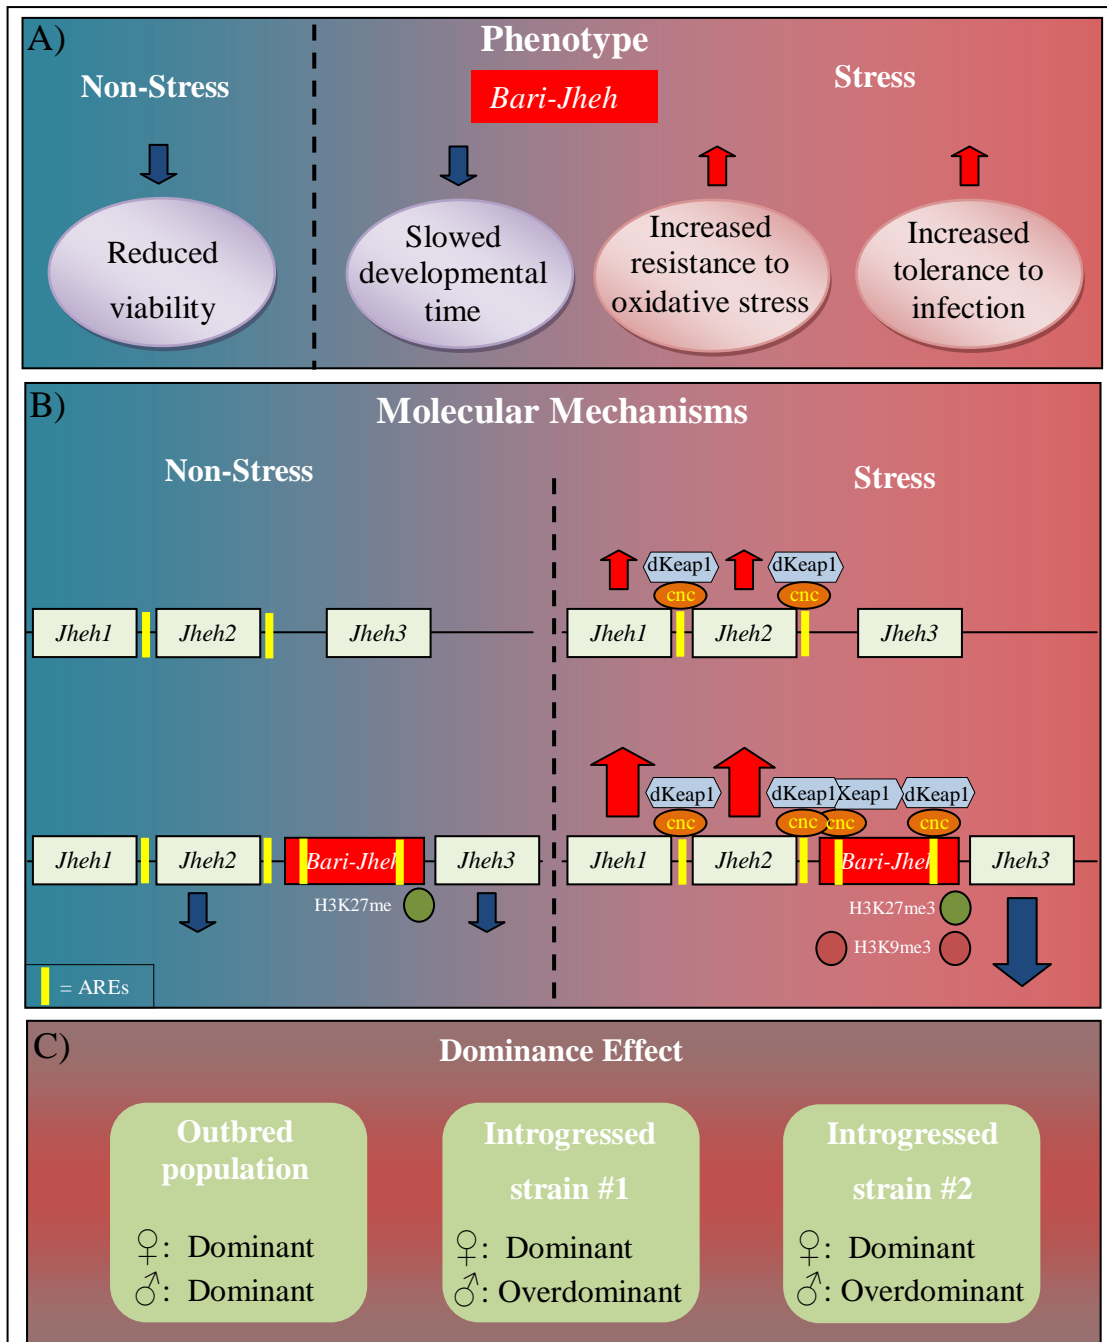 A)
Phenotype
Non-Stress
Bari-Jheh
Stress
Reduced
viability
Slowed
developmental
time
Increased
resistance to
oxidative stress
Increased
tolerance to
infection
B)
Molecular Mechanisms
Non-Stress
Stress
dKeap1 dKeap1
cnc cnc
Jheh1 Jheh2 Jheh3
Jheh1 Jheh2 Jheh3
dKeap1 dKeap1 Keap1 dKeap1
cnc cnc cnc cnc
Jheh1 Jheh2 Bari-Jheh Jheh3
Jheh1 Jheh2 Bari-Jheh Jheh3
H3K27me
H3K27me3
H3K9me3
= AREs
C)
Dominance Effect
Outbred
population
♀: Dominant
♂: Dominant
Introgressed
strain #1
♀: Dominant
♂: Overdominant
Introgressed
strain #2
♀: Dominant
♂: Overdominant